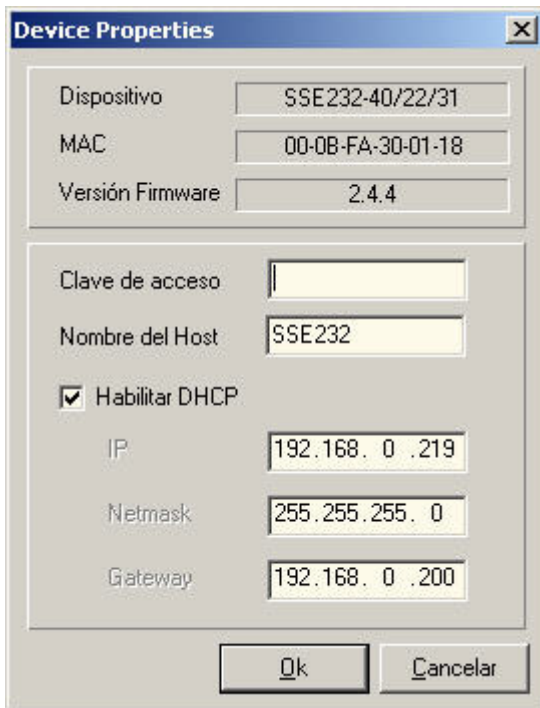 Device Properties
Dispositivo SSE232-40/22/31
MAC 00-0B-FA-30-01-18
Versión Firmware 2.4.4
Clave de acceso
Nombre del Host SSE232
Habilitar DHCP
IP 192.168. 0 .219
Netmask 255.255.255. 0
Gateway 192.168. 0 .200
Ok Cancelar